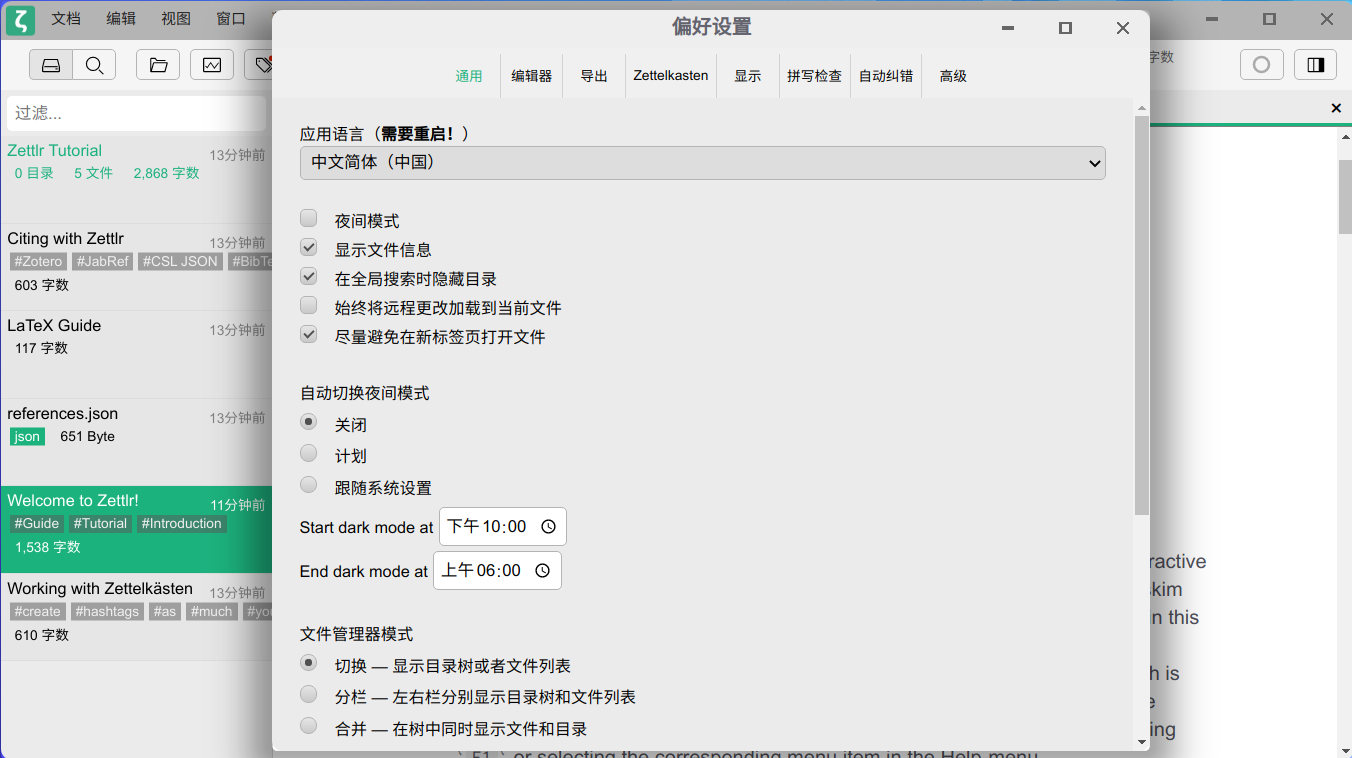 文档 编辑 视图 窗口
偏好设置
字数
通用 编辑器 导出 Zettelkasten 显示 拼写检查 自动纠错 高级
过滤...
Zettlr Tutorial 13分钟前
0 目录 5 文件 2,868 字数
Citing with Zettlr 13分钟前
#Zotero #JabRef #CSL JSON #BibTe
603 字数
LaTeX Guide 13分钟前
117 字数
references.json 13分钟前
json 651 Byte
Welcome to Zettlr! 11分钟前
#Guide #Tutorial #Introduction
1,538 字数
Working with Zettelkästen 13分钟前
#create #hashtags #as #much #you
610 字数
应用语言（需要重启！）
中文简体（中国）
夜间模式
显示文件信息
在全局搜索时隐藏目录
始终将远程更改加载到当前文件
尽量避免在新标签页打开文件
自动切换夜间模式
关闭
计划
跟随系统设置
Start dark mode at 下午 10:00
End dark mode at 上午 06:00
文件管理器模式
切换 — 显示目录树或者文件列表
分栏 — 左右栏分别显示目录树和文件列表
合并 — 在树中同时显示文件和目录
ractive
skim
in this
h is
e
ing
or selecting the corresponding menu item in the Help menu